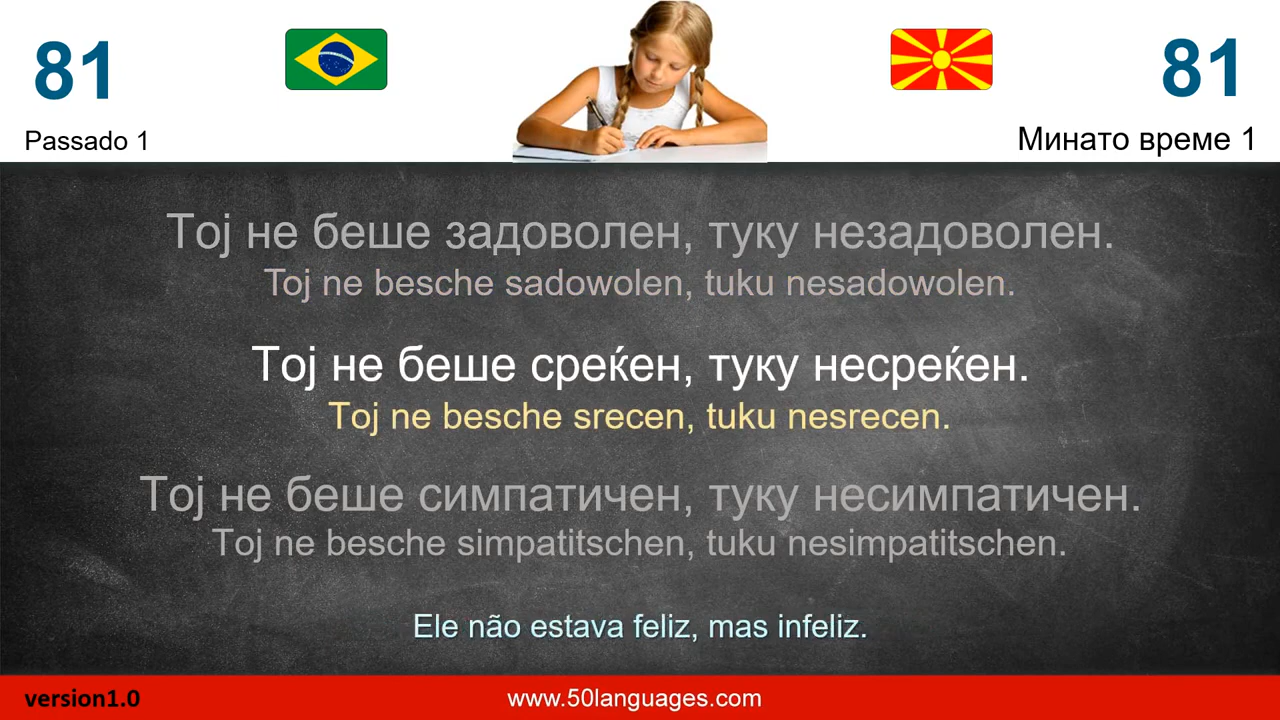 81
81
Passado 1
Минато време 1
Тој не беше задоволен, туку незадоволен.
Toj ne besche sadowolen, tuku nesadowolen.
Тој не беше среќен, туку несреќен.
Toj ne besche srecen, tuku nesrecen.
Тој не беше симпатичен, туку несимпатичен.
Toj ne besche simpatitschen, tuku nesimpatitschen.
Ele não estava feliz, mas infeliz.
version1.0
www.50languages.com